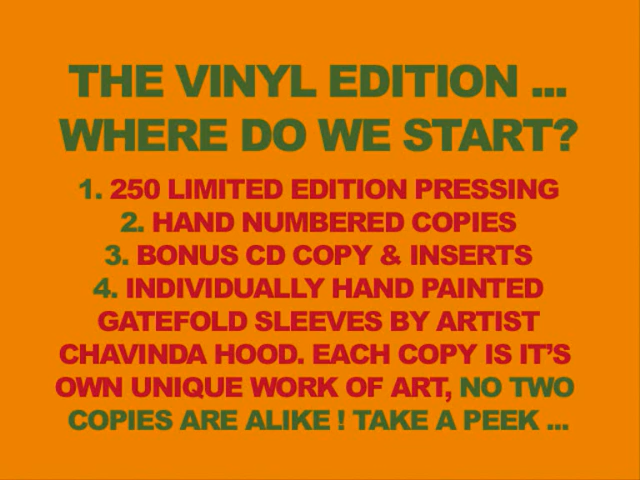 THE VINYL EDITION ...
WHERE DO WE START?
1. 250 LIMITED EDITION PRESSING
2. HAND NUMBERED COPIES
3. BONUS CD COPY & INSERTS
4. INDIVIDUALLY HAND PAINTED
GATEFOLD SLEEVES BY ARTIST
CHAVINDA HOOD. EACH COPY IS IT'S
OWN UNIQUE WORK OF ART, NO TWO
COPIES ARE ALIKE ! TAKE A PEEK ...